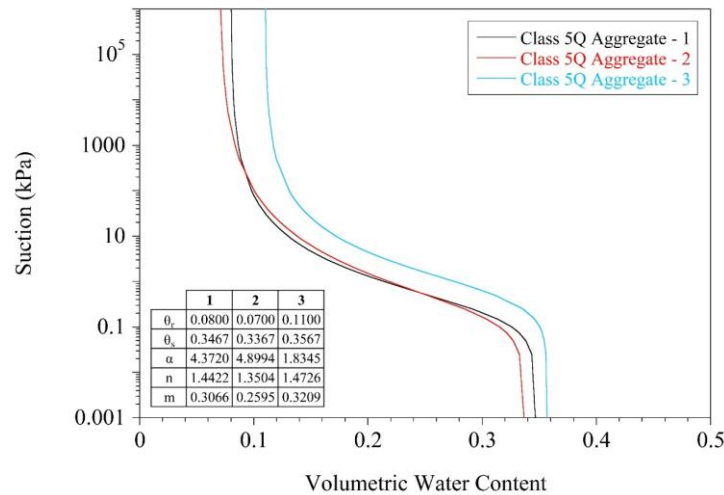 Class 5Q Aggregate - 1
Class 5Q Aggregate - 2
Class 5Q Aggregate - 3
Suction (kPa)
10⁵
1000
10
0.1
0.001
1 2 3
θr 0.0800 0.0700 0.1100
θs 0.3467 0.3367 0.3567
α 4.3720 4.8994 1.8345
n 1.4422 1.3504 1.4726
m 0.3066 0.2595 0.3209
0 0.1 0.2 0.3 0.4 0.5
Volumetric Water Content